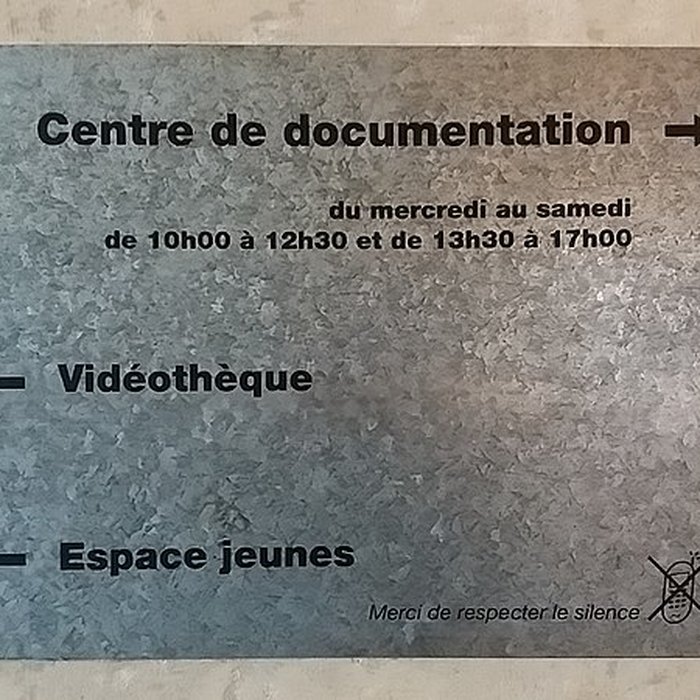 Centre de documentation
du mercredi au samedi
de 10h00 à 12h30 et de 13h30 à 17h00
Vidéothèque
Espace jeunes
Merci de respecter le silence